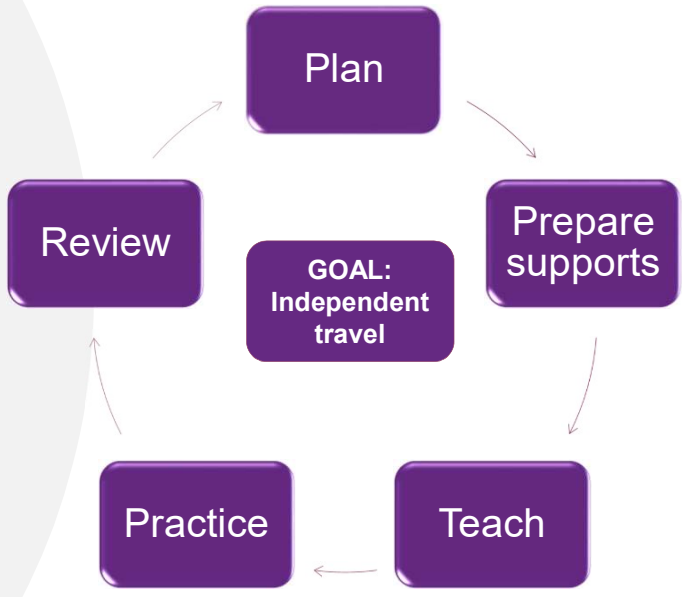 Plan
Prepare
supports
Teach
Practice
Review
GOAL:
Independent
travel